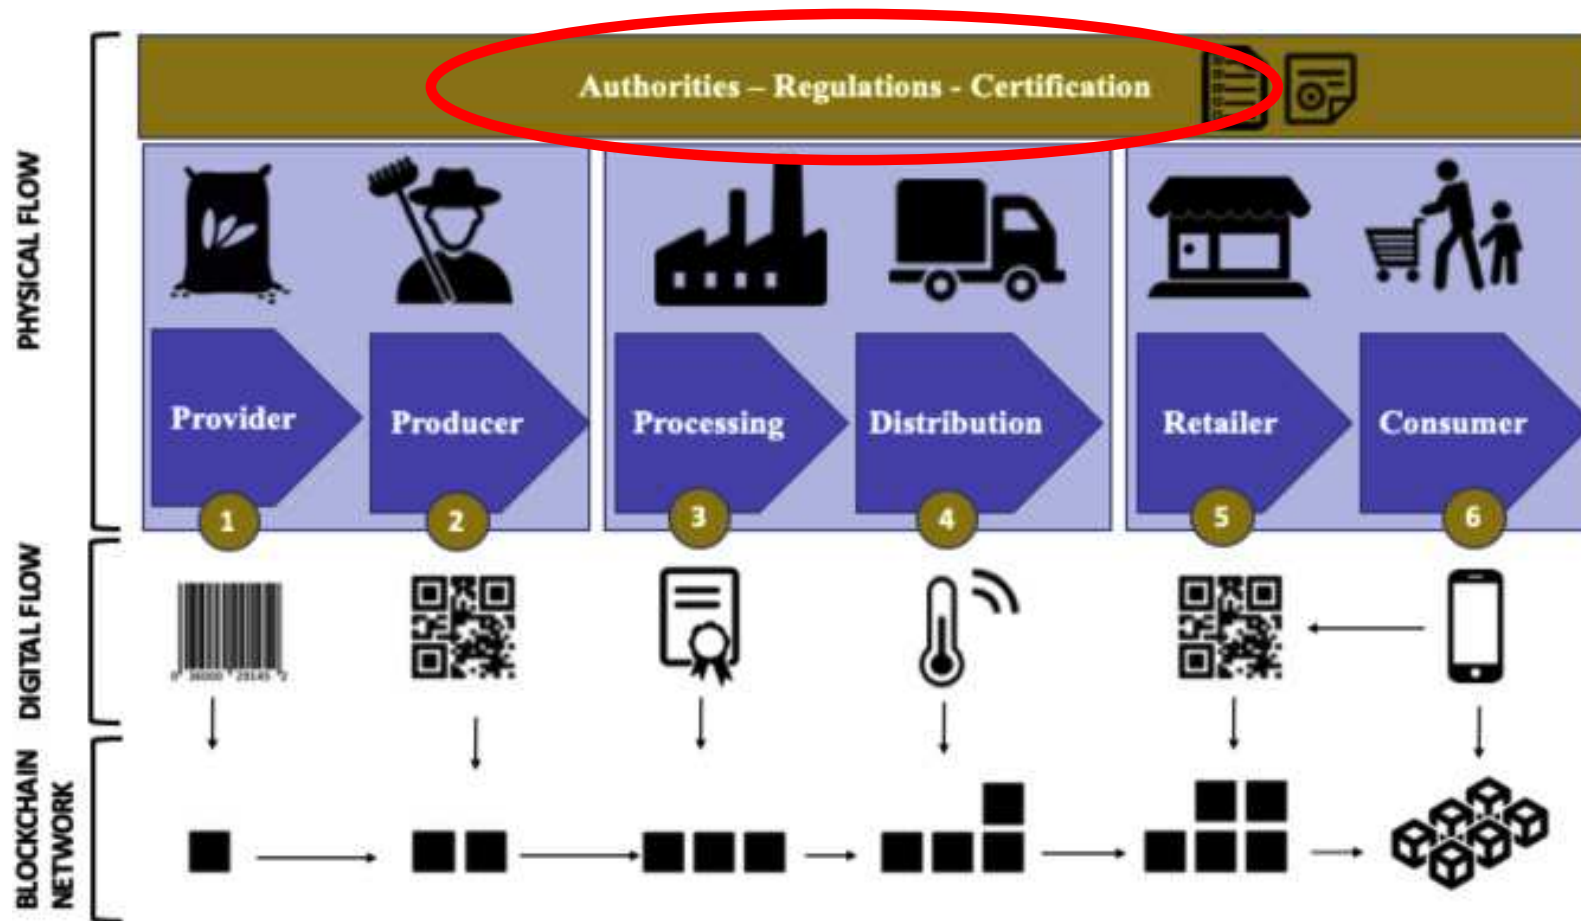 Authorities – Regulations - Certification
PHYSICAL FLOW
Provider
Producer
Processing
Distribution
Retailer
Consumer
1
2
3
4
5
6
DIGITAL FLOW
BLOCKCHAIN
NETWORK